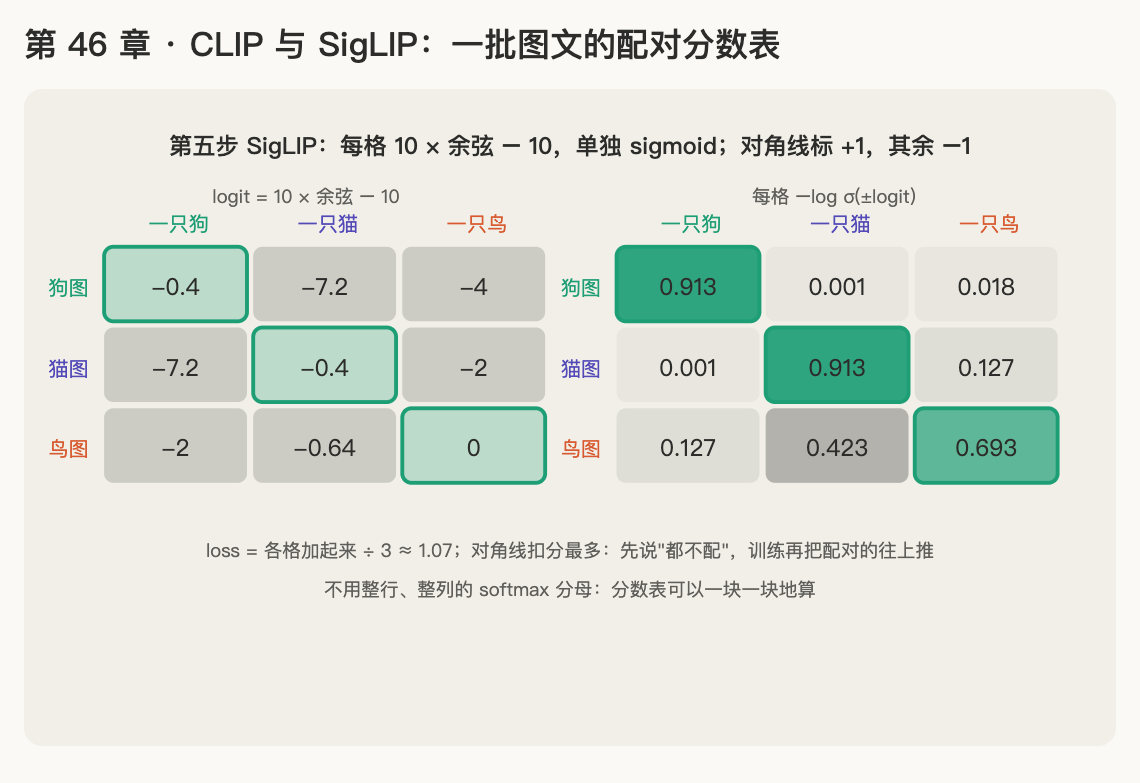 第 46 章 · CLIP 与 SigLIP：一批图文的配对分数表
第五步 SigLIP：每格 10 × 余弦 − 10，单独 sigmoid；对角线标 +1，其余 −1
logit = 10 × 余弦 − 10
每格 −log σ(±logit)
一只狗 一只猫 一只鸟
一只狗 一只猫 一只鸟
狗图 −0.4 −7.2 −4
狗图 0.913 0.001 0.018
猫图 −7.2 −0.4 −2
猫图 0.001 0.913 0.127
鸟图 −2 −0.64 0
鸟图 0.127 0.423 0.693
loss = 各格加起来 ÷ 3 ≈ 1.07；对角线扣分最多：先说"都不配"，训练再把配对的往上推
不用整行、整列的 softmax 分母：分数表可以一块一块地算